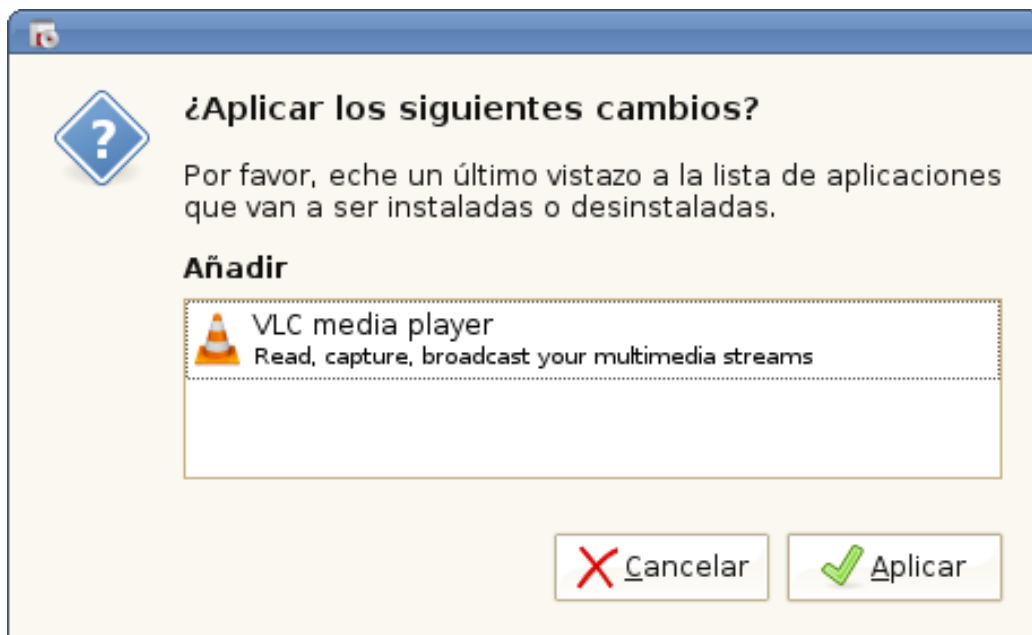 ¿Aplicar los siguientes cambios?
Por favor, eche un último vistazo a la lista de aplicaciones
que van a ser instaladas o desinstaladas.
Añadir
VLC media player
Read, capture, broadcast your multimedia streams
Cancelar
Aplicar